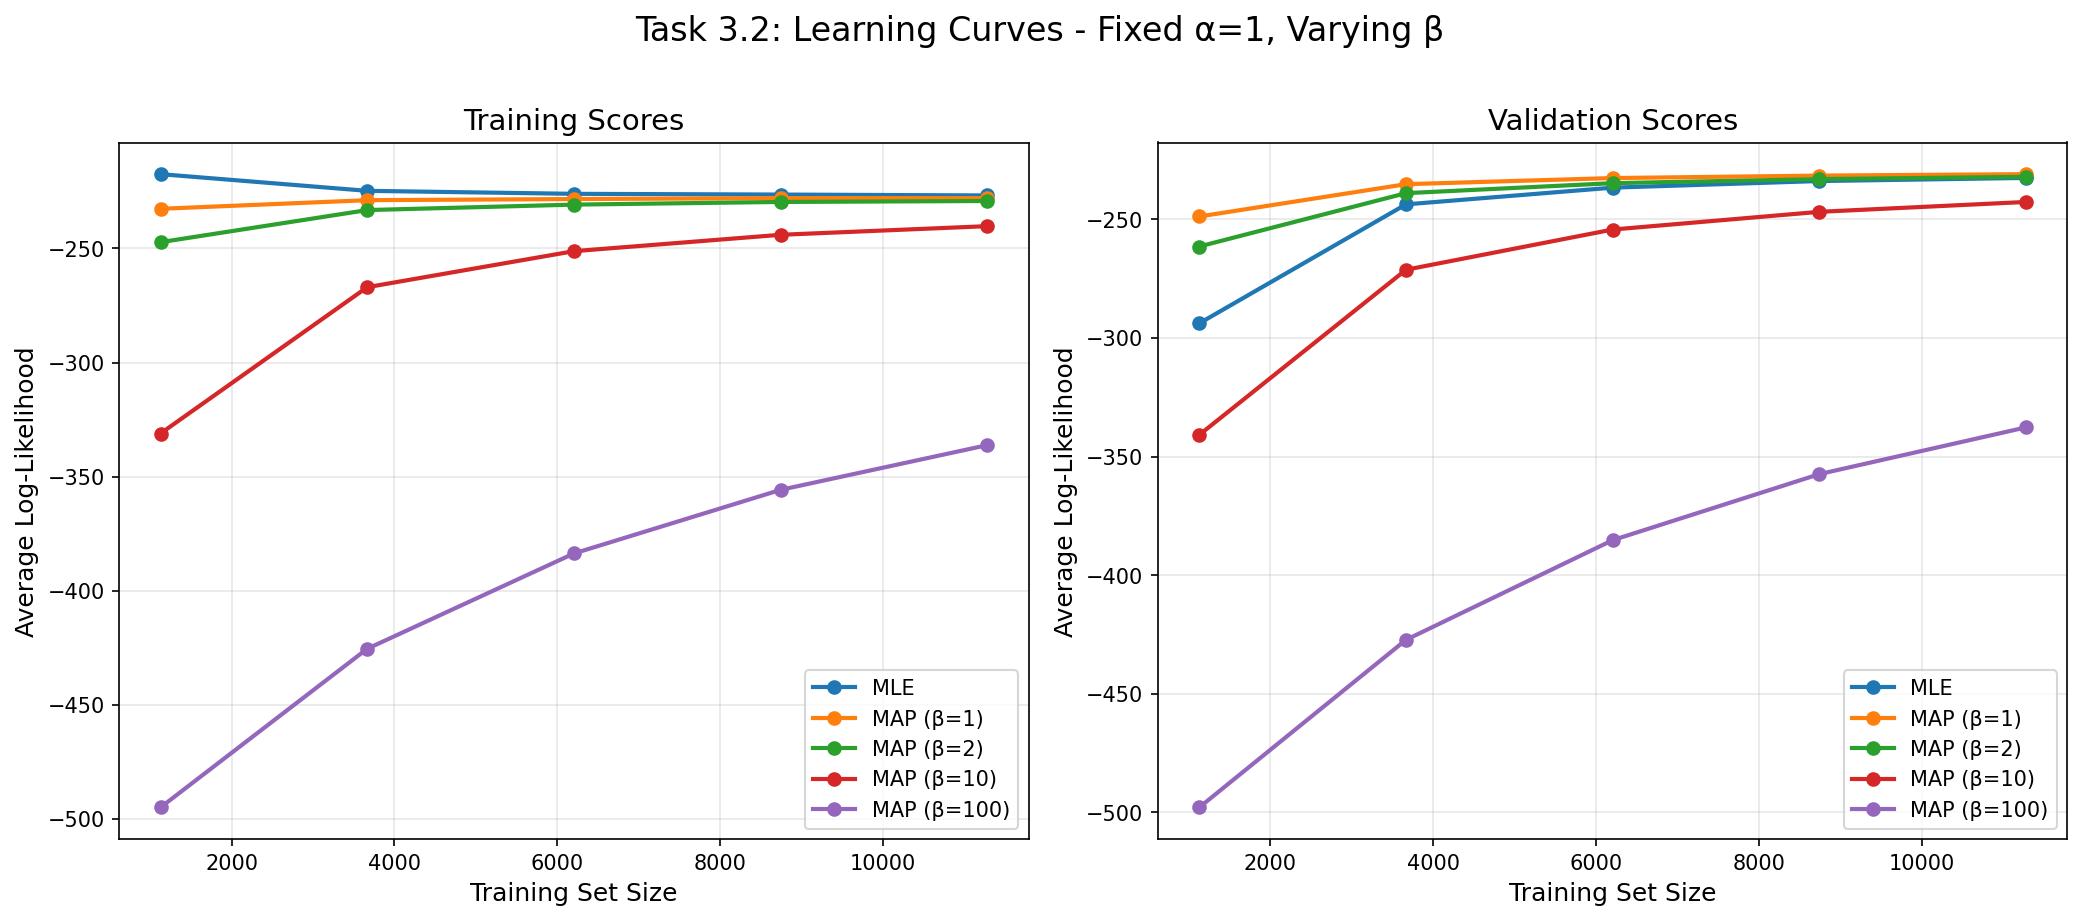 Task 3.2: Learning Curves - Fixed α=1, Varying β
Training Scores
Average Log-Likelihood
−250
−300
−350
−400
−450
−500
2000
4000
6000
8000
10000
Training Set Size
MLE
MAP (β=1)
MAP (β=2)
MAP (β=10)
MAP (β=100)
Validation Scores
Average Log-Likelihood
−250
−300
−350
−400
−450
−500
2000
4000
6000
8000
10000
Training Set Size
MLE
MAP (β=1)
MAP (β=2)
MAP (β=10)
MAP (β=100)